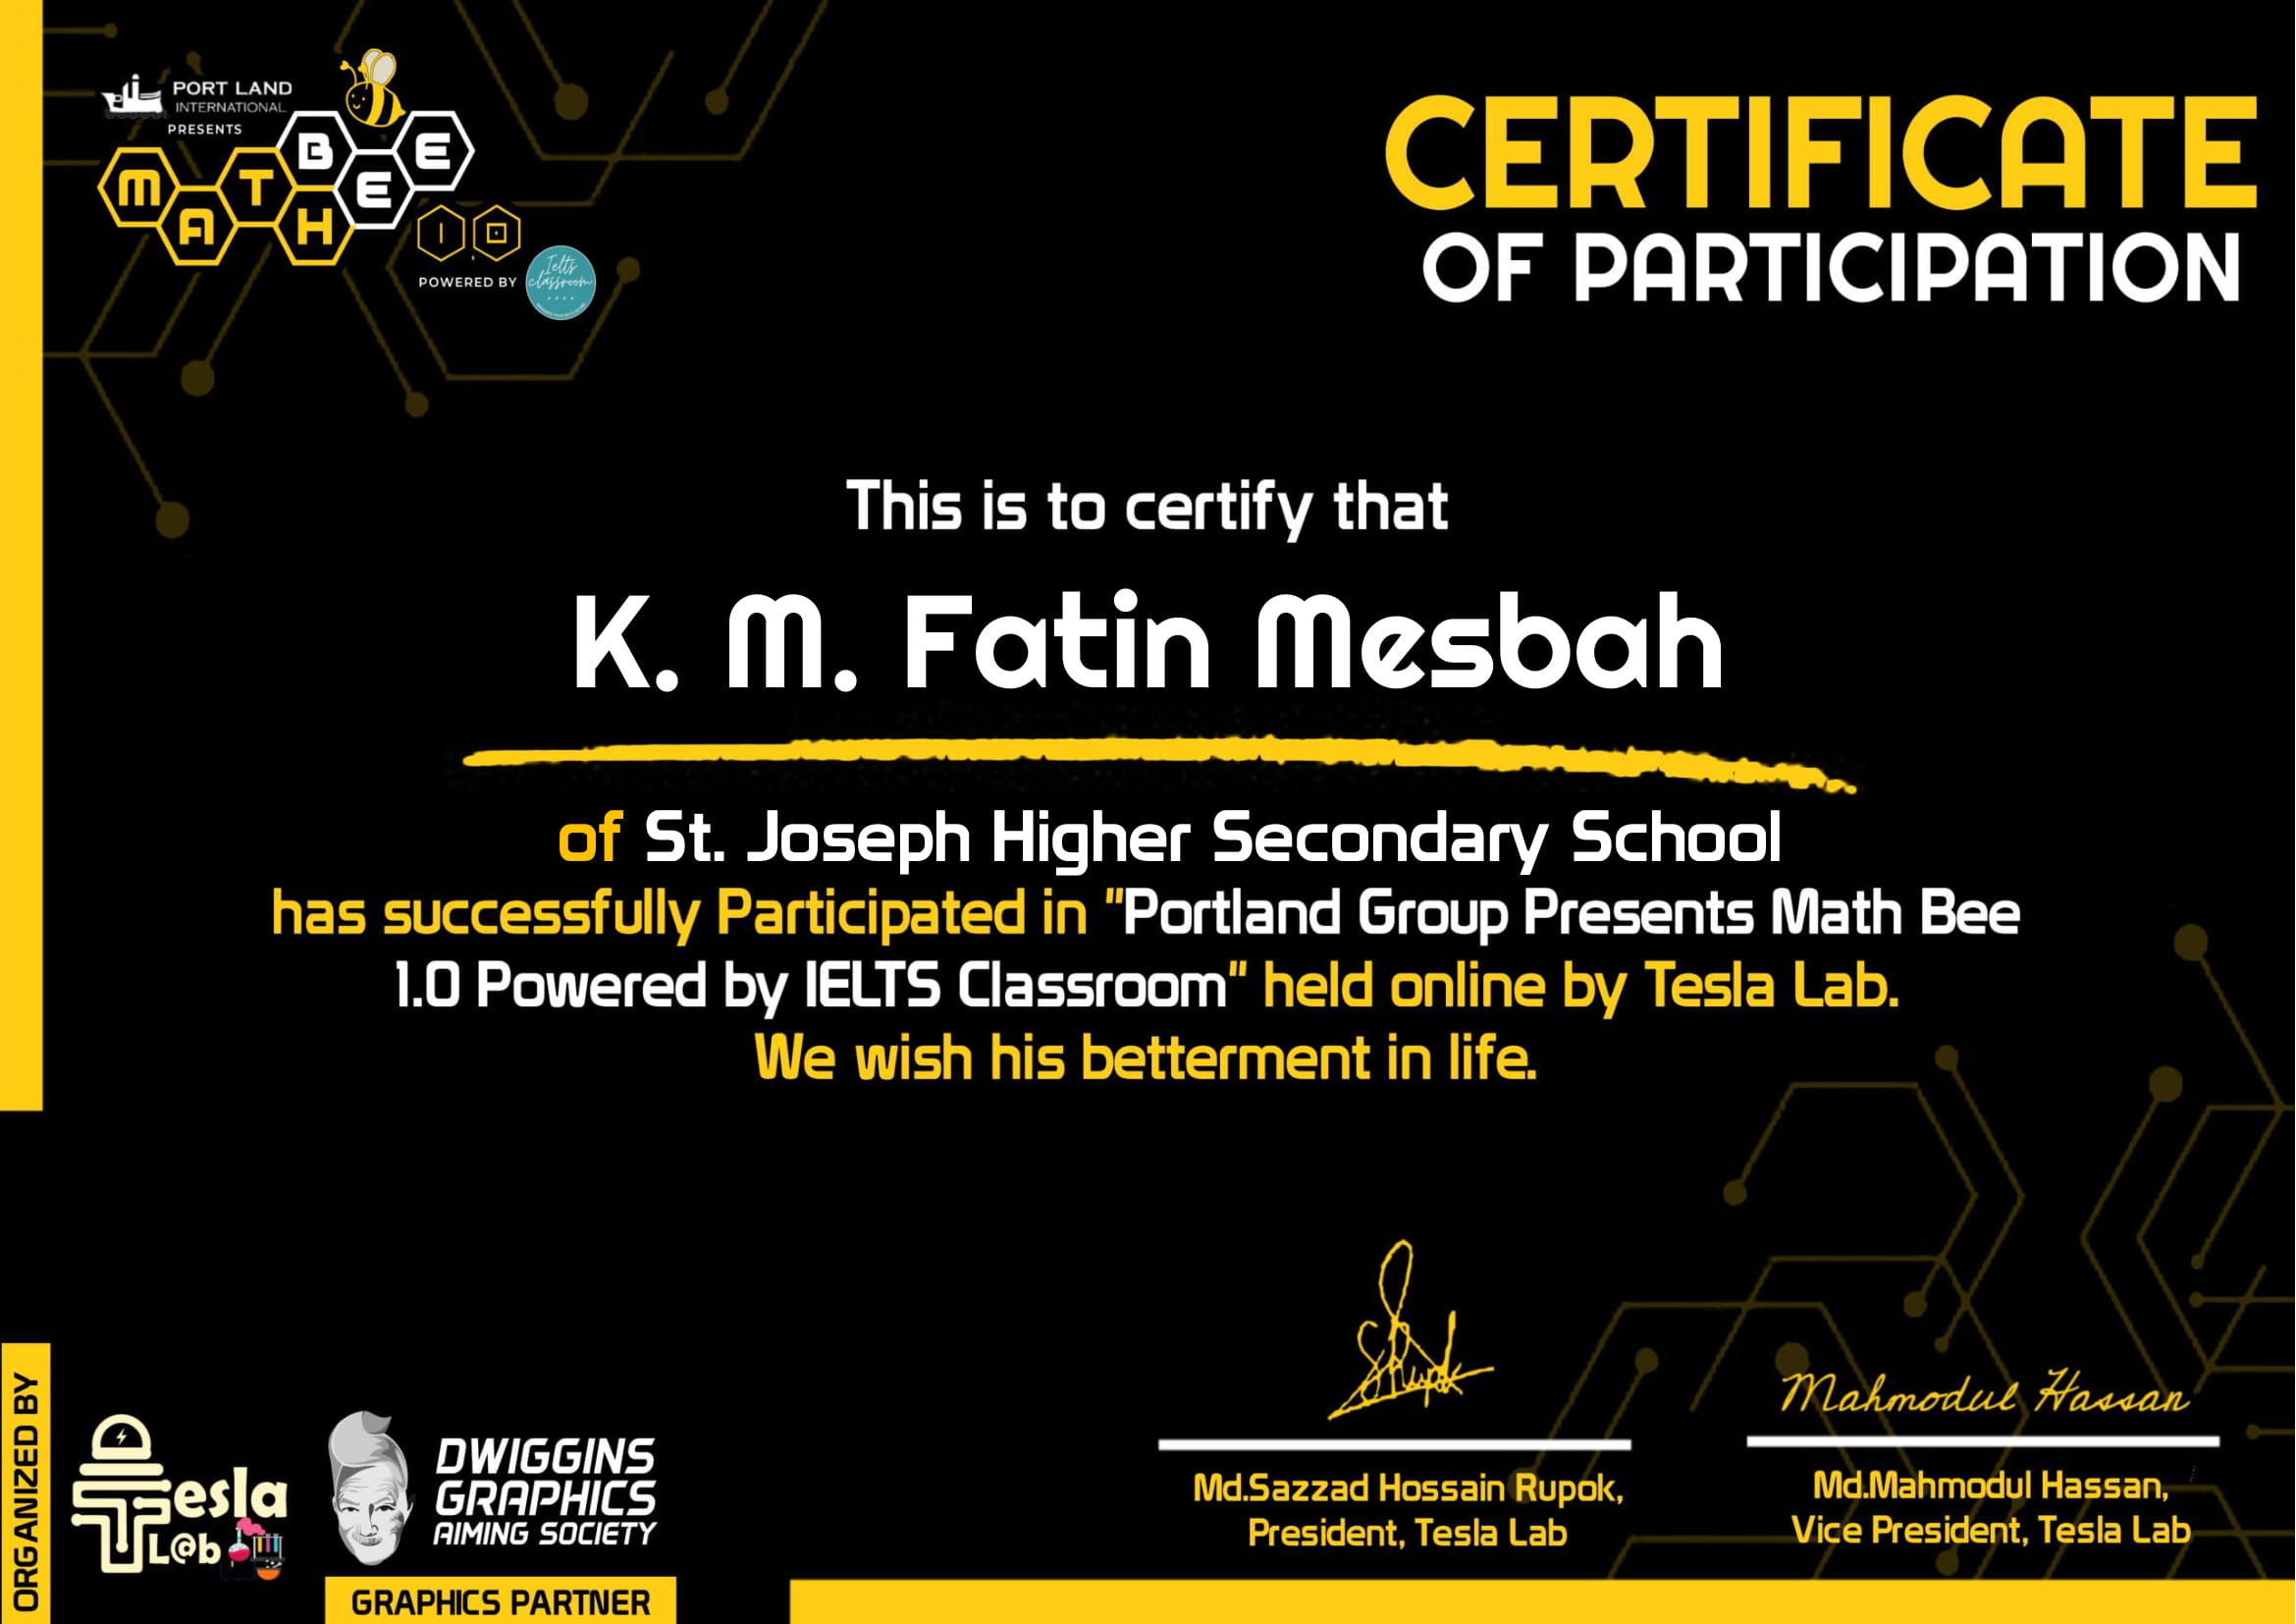 PORT LAND
INTERNATIONAL
PRESENTS
MATH BEE
1.0
POWERED BY
Ielts
classroom
CERTIFICATE
OF PARTICIPATION
This is to certify that
K. M. Fatin Mesbah
of St. Joseph Higher Secondary School
has successfully Participated in "Portland Group Presents Math Bee
1.0 Powered by IELTS Classroom" held online by Tesla Lab.
We wish his betterment in life.
Rupok
Mahmodul Hassan
Md.Sazzad Hossain Rupok,
President, Tesla Lab
Md.Mahmodul Hassan,
Vice President, Tesla Lab
ORGANIZED BY
Tesla
L@b
DWIGGINS
GRAPHICS
AIMING SOCIETY
GRAPHICS PARTNER